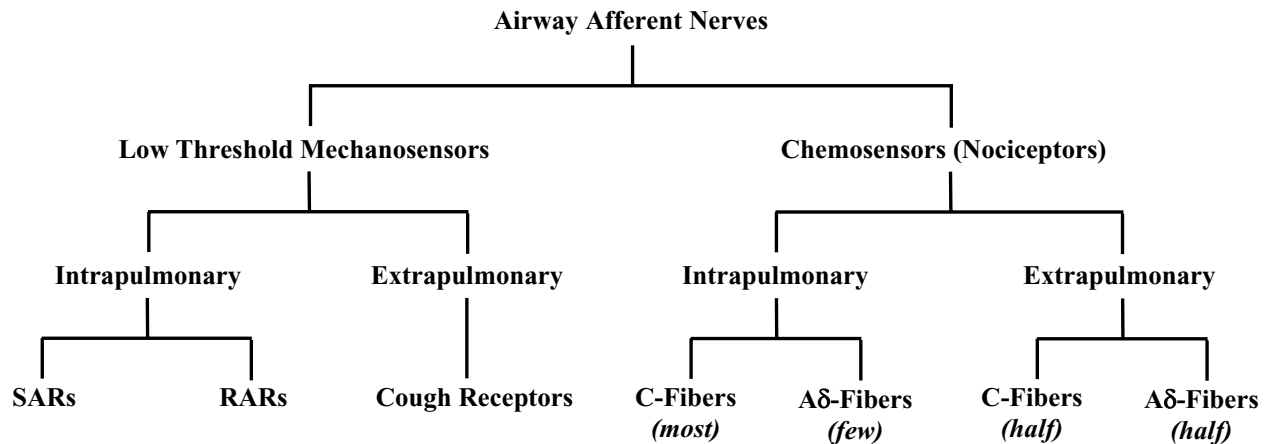 Airway Afferent Nerves
Low Threshold Mechanosensors
Chemosensors (Nociceptors)
Intrapulmonary
Extrapulmonary
Intrapulmonary
Extrapulmonary
SARs
RARs
Cough Receptors
C-Fibers
(most)
Aδ-Fibers
(few)
C-Fibers
(half)
Aδ-Fibers
(half)